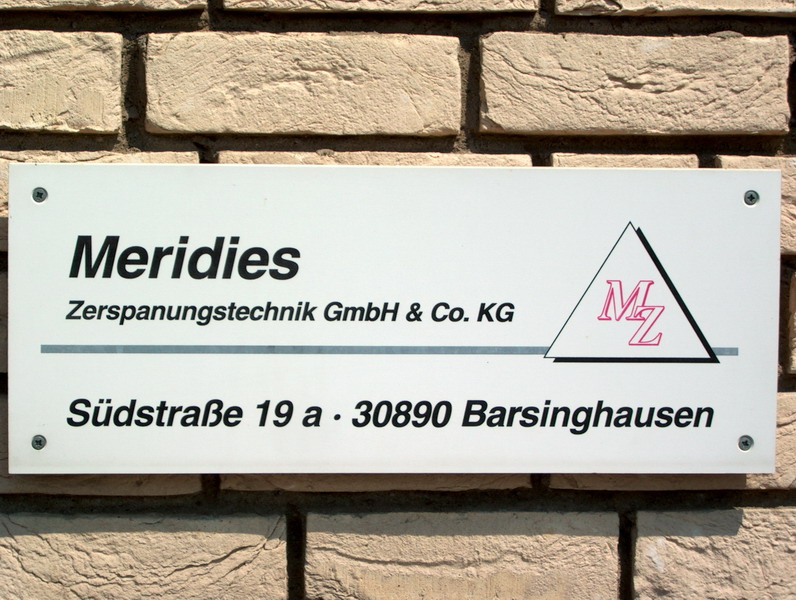 Meridies
Zerspanungstechnik GmbH & Co. KG
MZ
Südstraße 19 a · 30890 Barsinghausen